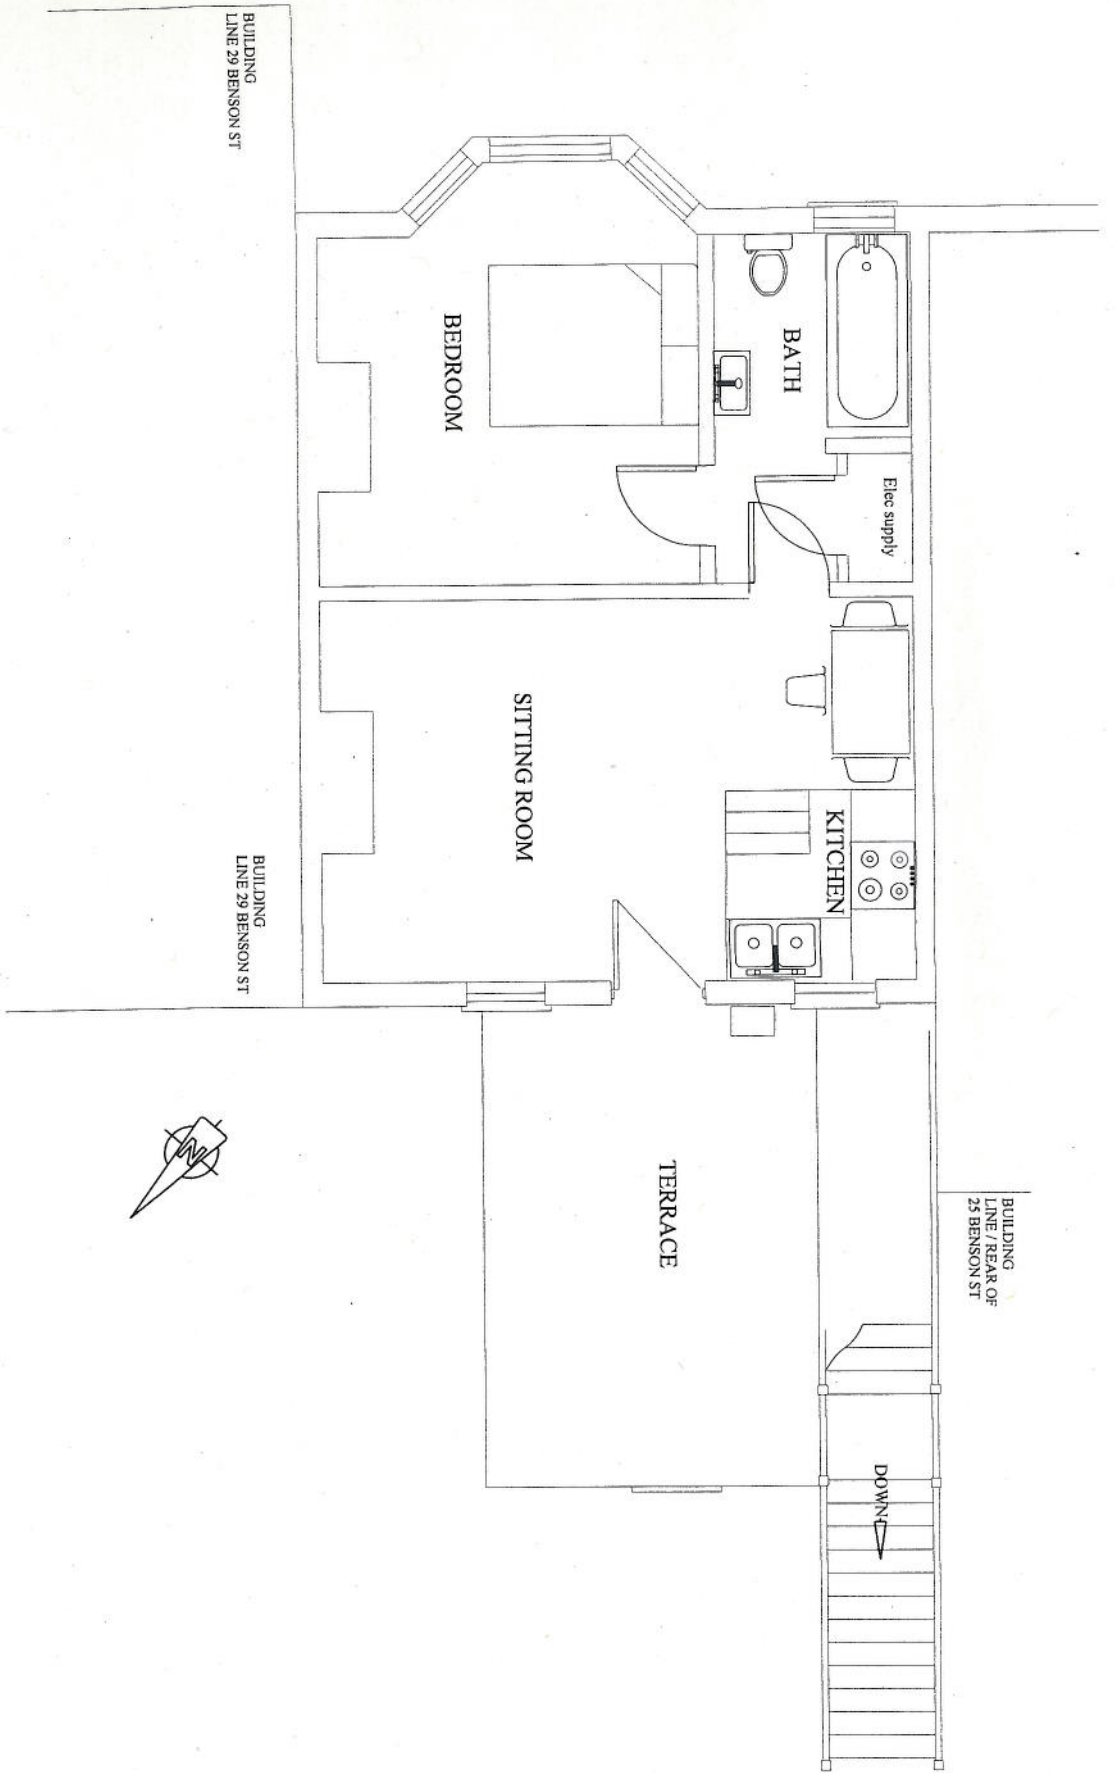 BUILDING
LINE 29 BENSON ST
BEDROOM
BATH
Elec supply
SITTING ROOM
KITCHEN
BUILDING
LINE 29 BENSON ST
N
TERRACE
BUILDING
LINE / REAR OF
25 BENSON ST
DOWN